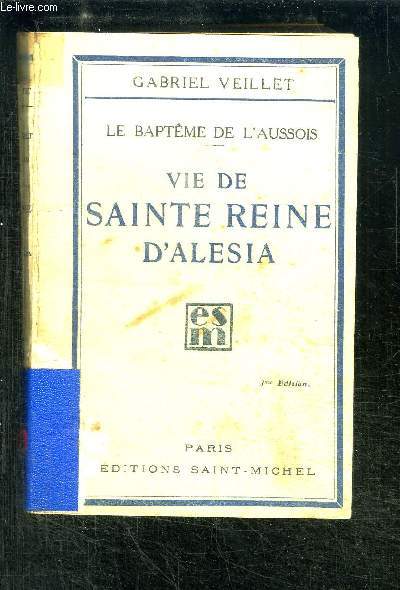 Le-livre.com
GABRIEL VEILLET
LE BAPTÊME DE L'AUSSOIS
VIE DE
SAINTE REINE
D'ALESIA
esm
1re Edition.
PARIS
EDITIONS SAINT-MICHEL